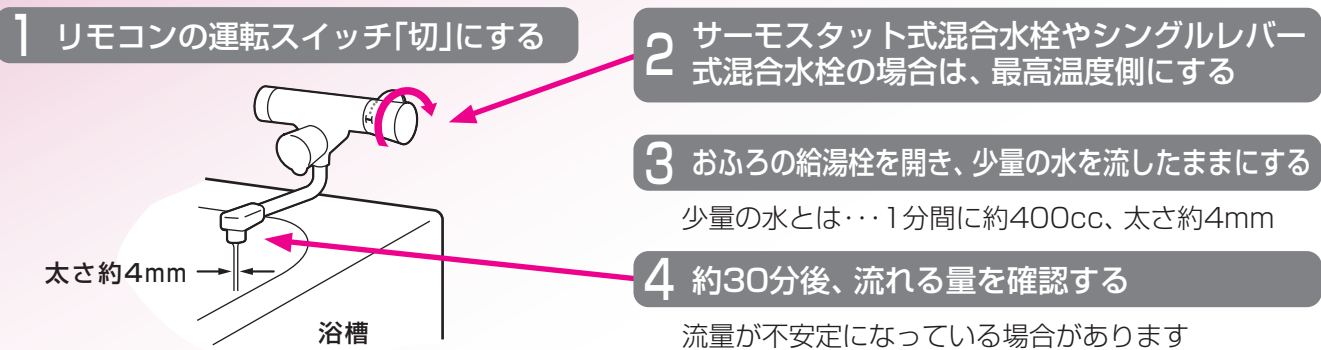 1 リモコンの運転スイッチ「切」にする
2 サーモスタット式混合水栓やシングルレバー
式混合水栓の場合は、最高温度側にする
3 おふろの給湯栓を開き、少量の水を流したままにする
少量の水とは･･･1分間に約400cc、太さ約4mm
4 約30分後、流れる量を確認する
流量が不安定になっている場合があります
太さ約4mm
浴槽